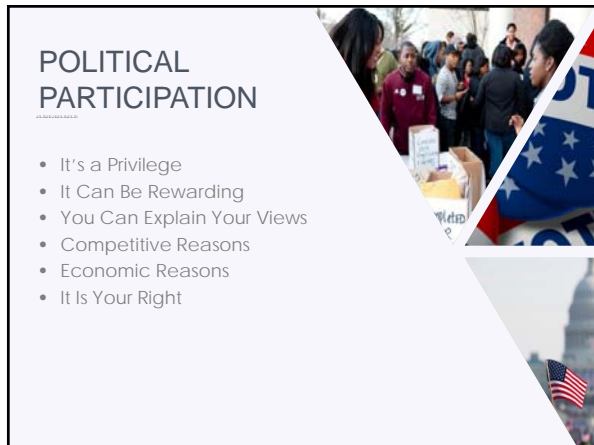 POLITICAL
PARTICIPATION
• It's a Privilege
• It Can Be Rewarding
• You Can Explain Your Views
• Competitive Reasons
• Economic Reasons
• It Is Your Right